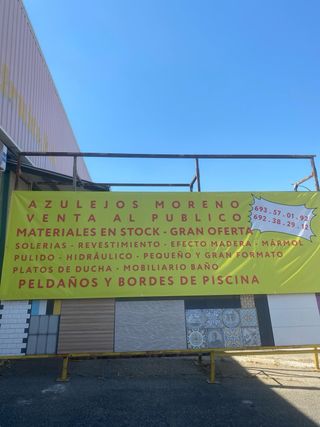 AZULEJOS MORENO
VENTA AL PUBLICO
MATERIALES EN STOCK - GRAN OFERTA
693.57.01.92
692.38.29.12
SOLERIAS - REVESTIMIENTO - EFECTO MADERA - MÁRMOL
PULIDO - HIDRÁULICO - PEQUEÑO Y GRAN FORMATO
PLATOS DE DUCHA - MOBILIARIO BAÑO
PELDAÑOS Y BORDES DE PISCINA